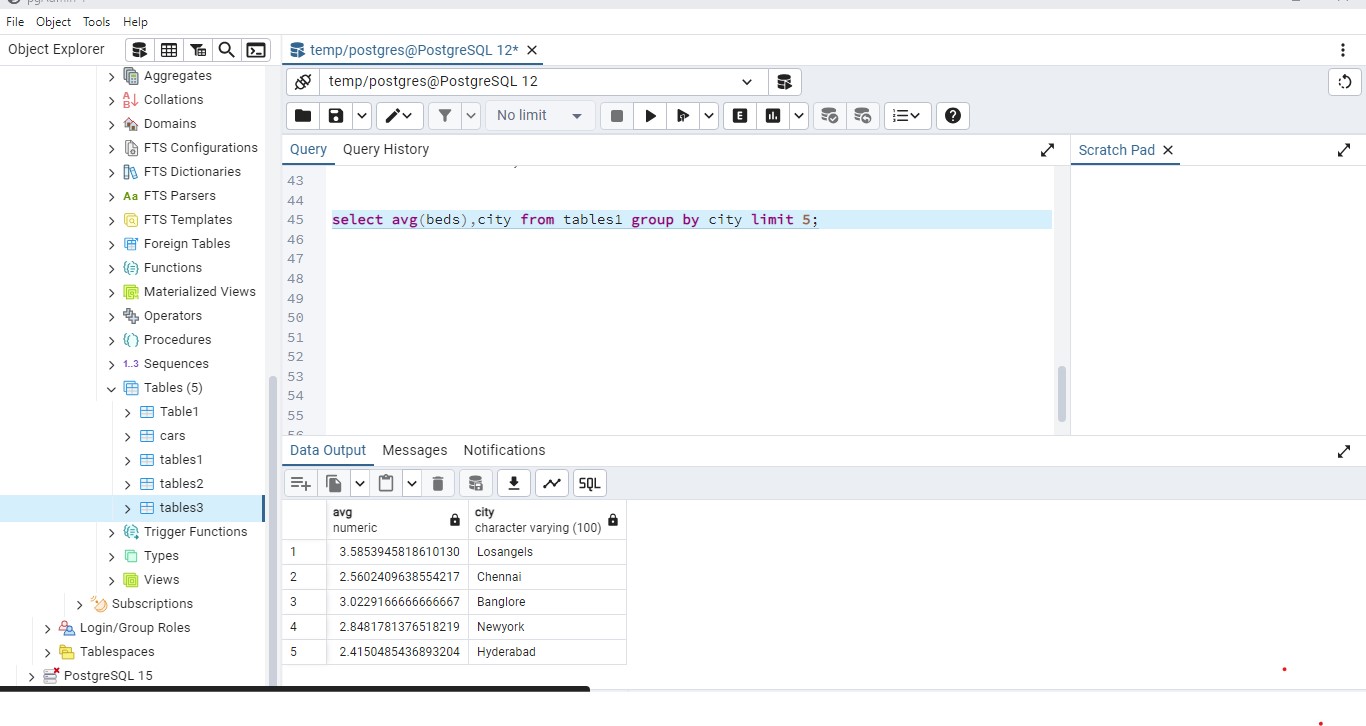 File Object Tools Help
Object Explorer
temp/postgres@PostgreSQL 12*
temp/postgres@PostgreSQL 12
No limit
E
SQL
Query Query History
Scratch Pad
Aggregates
Collations
Domains
FTS Configurations
FTS Dictionaries
Aa FTS Parsers
FTS Templates
Foreign Tables
Functions
Materialized Views
Operators
Procedures
1..3 Sequences
Tables (5)
Table1
cars
tables1
tables2
tables3
Trigger Functions
Types
Views
Subscriptions
Login/Group Roles
Tablespaces
PostgreSQL 15
43
44
45 select avg(beds),city from tables1 group by city limit 5;
46
47
48
49
50
51
52
53
54
55
Data Output Messages Notifications
avg city
numeric character varying (100)
1 3.5853945818610130 Losangels
2 2.5602409638554217 Chennai
3 3.0229166666666667 Banglore
4 2.8481781376518219 Newyork
5 2.4150485436893204 Hyderabad